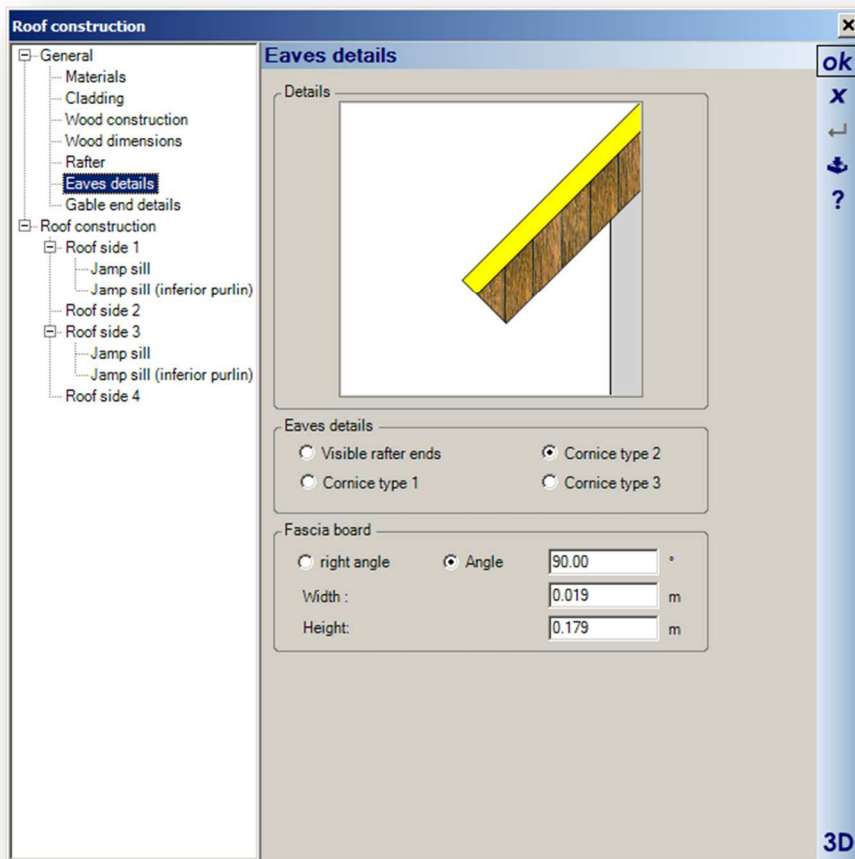 Roof construction
General
Materials
Cladding
Wood construction
Wood dimensions
Rafter
Eaves details
Gable end details
Roof construction
Roof side 1
Jamp sill
Jamp sill (inferior purlin)
Roof side 2
Roof side 3
Jamp sill
Jamp sill (inferior purlin)
Roof side 4
Eaves details
Details
Eaves details
Visible rafter ends Cornice type 2
Cornice type 1 Cornice type 3
Fascia board
right angle Angle 90.00 °
Width : 0.019 m
Height: 0.179 m
ok
x
?
3D